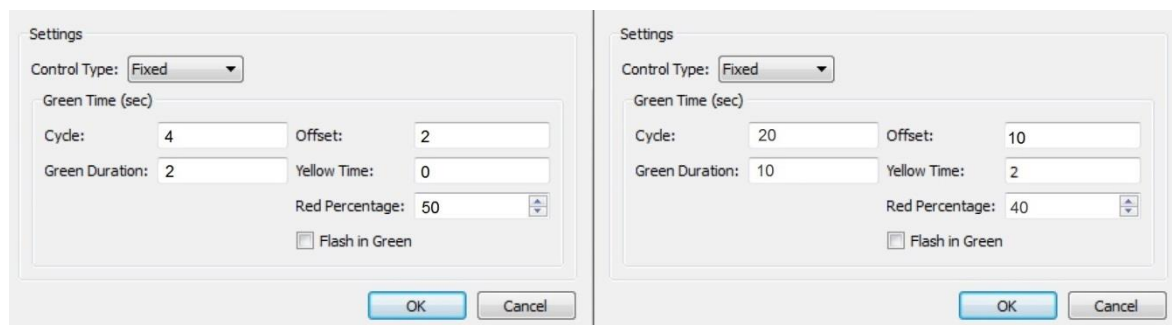 Settings
Control Type: Fixed
Green Time (sec)
Cycle: 4 Offset: 2
Green Duration: 2 Yellow Time: 0
Red Percentage: 50
Flash in Green
OK Cancel
Settings
Control Type: Fixed
Green Time (sec)
Cycle: 20 Offset: 10
Green Duration: 10 Yellow Time: 2
Red Percentage: 40
Flash in Green
OK Cancel